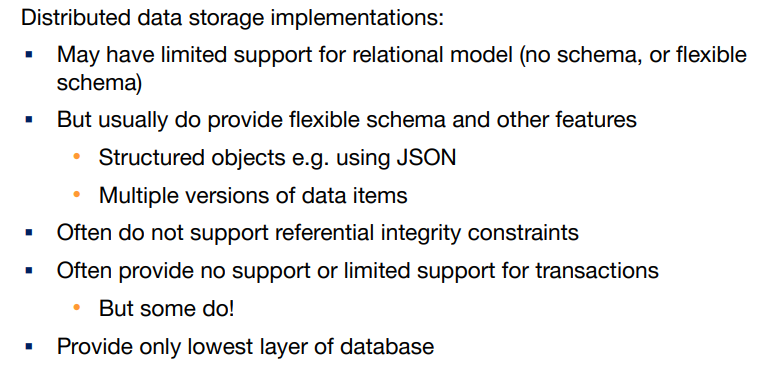 Distributed data storage implementations:
▪ May have limited support for relational model (no schema, or flexible
schema)
▪ But usually do provide flexible schema and other features
• Structured objects e.g. using JSON
• Multiple versions of data items
▪ Often do not support referential integrity constraints
▪ Often provide no support or limited support for transactions
• But some do!
▪ Provide only lowest layer of database